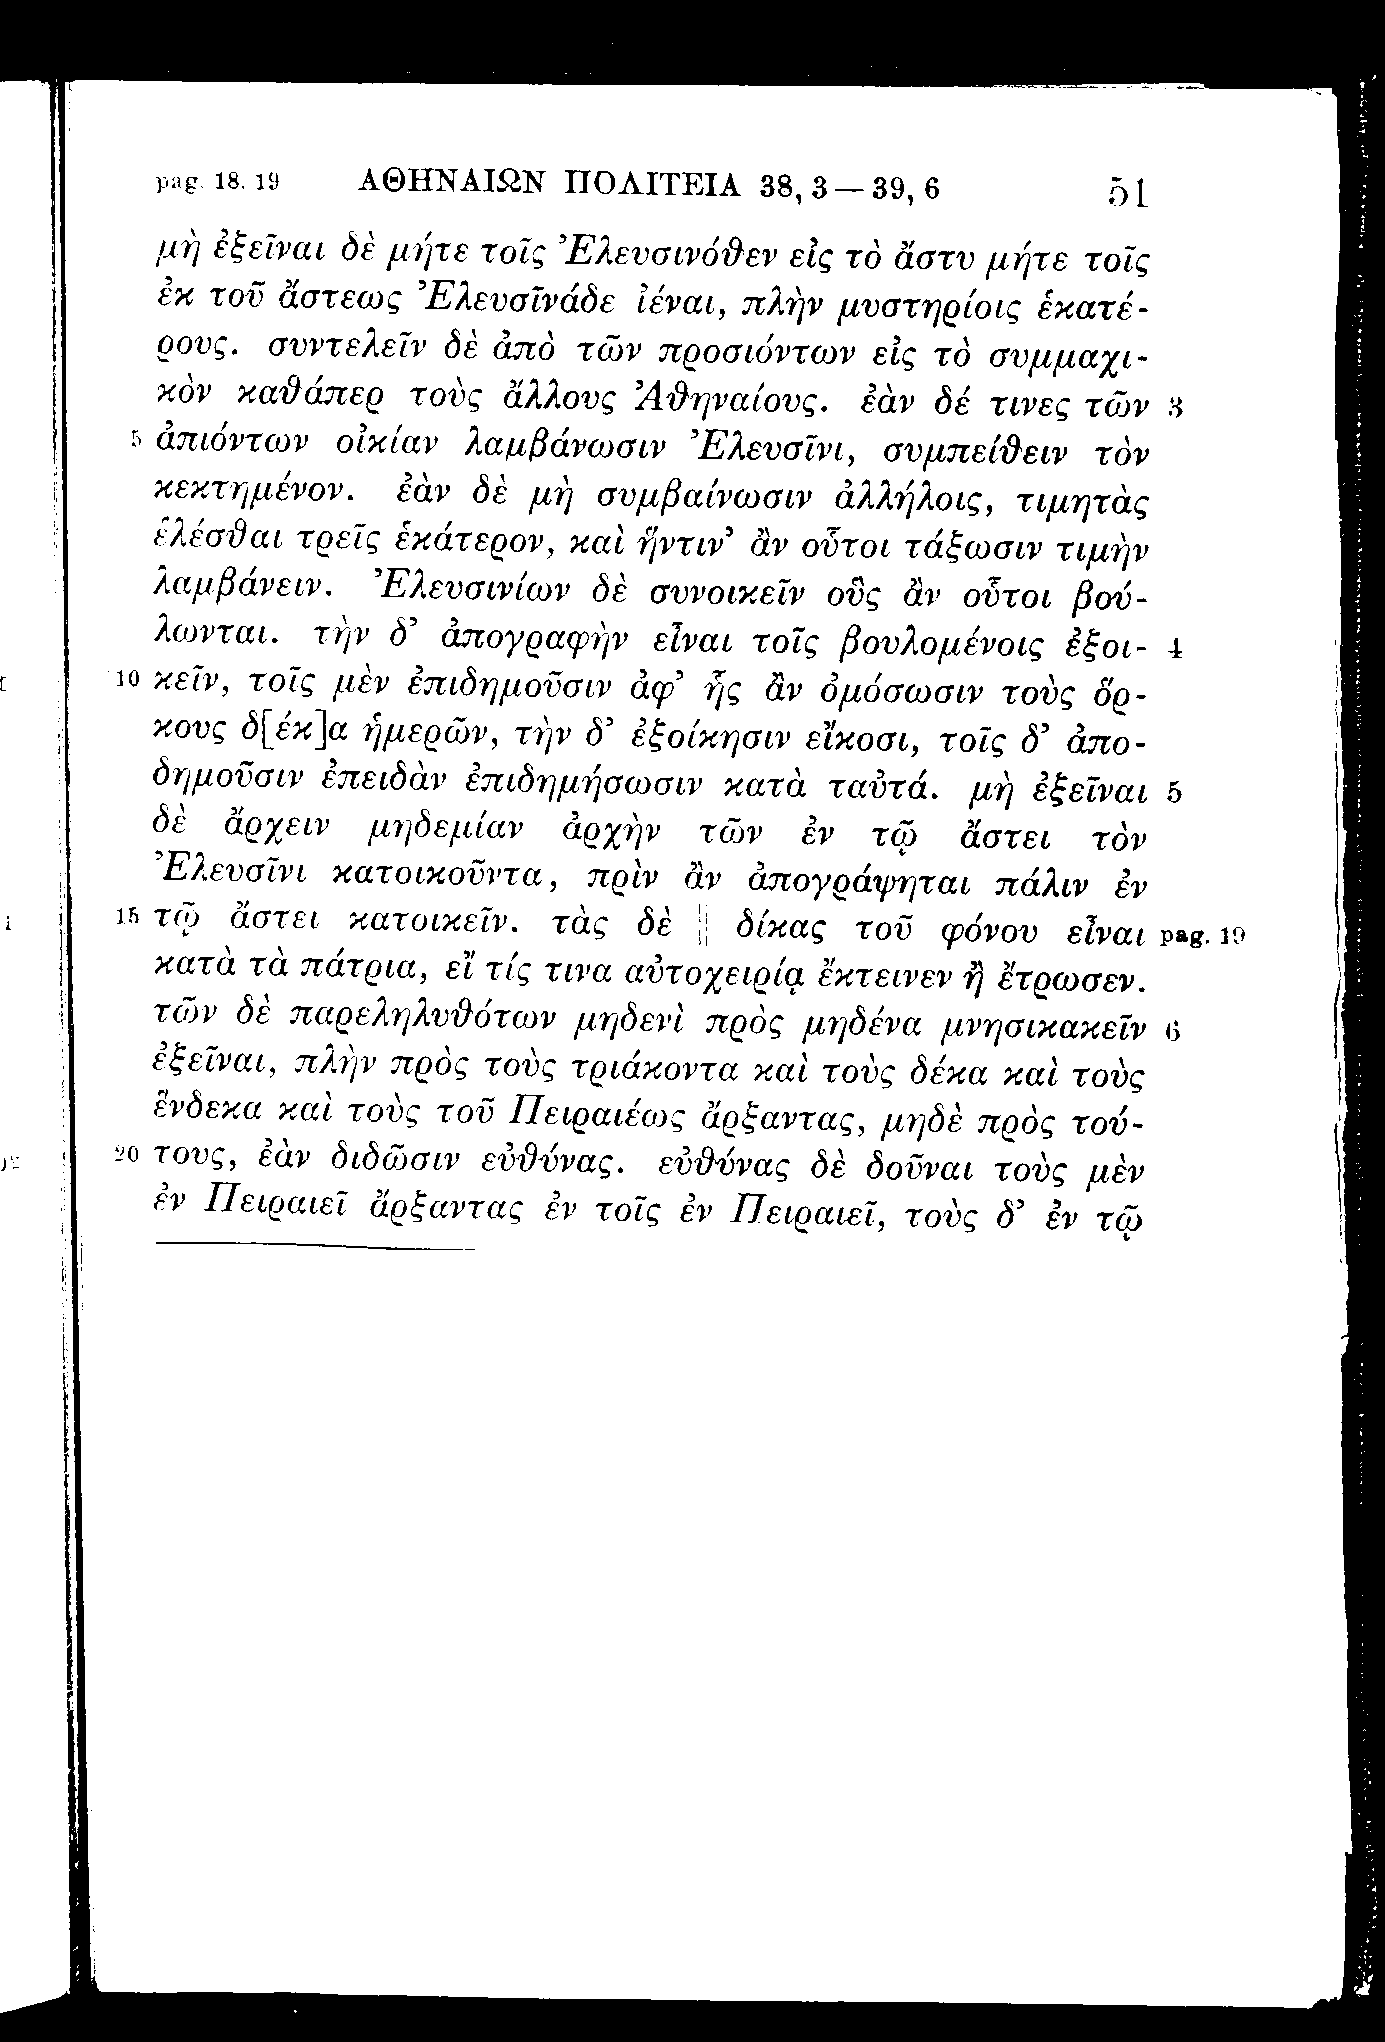 pag. 18. 19 ΑΘΗΝΑΙΩΝ ΠΟΛΙΤΕΙΑ 38, 3 — 39, 6 51
μὴ ἐξεῖναι δὲ μήτε τοῖς Ἐλευσινόθεν εἰς τὸ ἄστυ μήτε τοῖς
ἐκ τοῦ ἄστεως Ἐλευσῖνάδε ἰέναι, πλὴν μυστηρίοις ἑκατέ-
ρους. συντελεῖν δὲ ἀπὸ τῶν προσιόντων εἰς τὸ συμμαχι-
κὸν καθάπερ τοὺς ἄλλους Ἀθηναίους. ἐὰν δέ τινες τῶν 3
5 ἀπιόντων οἰκίαν λαμβάνωσιν Ἐλευσῖνι, συμπείθειν τὸν
κεκτημένον. ἐὰν δὲ μὴ συμβαίνωσιν ἀλλήλοις, τιμητὰς
ἑλέσθαι τρεῖς ἑκάτερον, καὶ ἥντιν’ ἂν οὗτοι τάξωσιν τιμὴν
λαμβάνειν. Ἐλευσινίων δὲ συνοικεῖν οὓς ἂν οὗτοι βού-
λωνται. τὴν δ’ ἀπογραφὴν εἶναι τοῖς βουλομένοις ἐξοι- 4
10 κεῖν, τοῖς μὲν ἐπιδημοῦσιν ἀφ’ ἧς ἂν ὀμόσωσιν τοὺς ὅρ-
κους δ[έκ]α ἡμερῶν, τὴν δ’ ἐξοίκησιν εἴκοσι, τοῖς δ’ ἀπο-
δημοῦσιν ἐπειδὰν ἐπιδημήσωσιν κατὰ ταὐτά. μὴ ἐξεῖναι 5
δὲ ἄρχειν μηδεμίαν ἀρχὴν τῶν ἐν τῷ ἄστει τὸν
Ἐλευσῖνι κατοικοῦντα, πρὶν ἂν ἀπογράψηται πάλιν ἐν
15 τῷ ἄστει κατοικεῖν. τὰς δὲ || δίκας τοῦ φόνου εἶναι pag. 19
κατὰ τὰ πάτρια, εἴ τίς τινα αὐτοχειρίᾳ ἔκτεινεν ἢ ἔτρωσεν.
τῶν δὲ παρεληλυθότων μηδενὶ πρὸς μηδένα μνησικακεῖν 6
ἐξεῖναι, πλὴν πρὸς τοὺς τριάκοντα καὶ τοὺς δέκα καὶ τοὺς
ἕνδεκα καὶ τοὺς τοῦ Πειραιέως ἄρξαντας, μηδὲ πρὸς τού-
20 τους, ἐὰν διδῶσιν εὐθύνας. εὐθύνας δὲ δοῦναι τοὺς μὲν
ἐν Πειραιεῖ ἄρξαντας ἐν τοῖς ἐν Πειραιεῖ, τοὺς δ’ ἐν τῷ